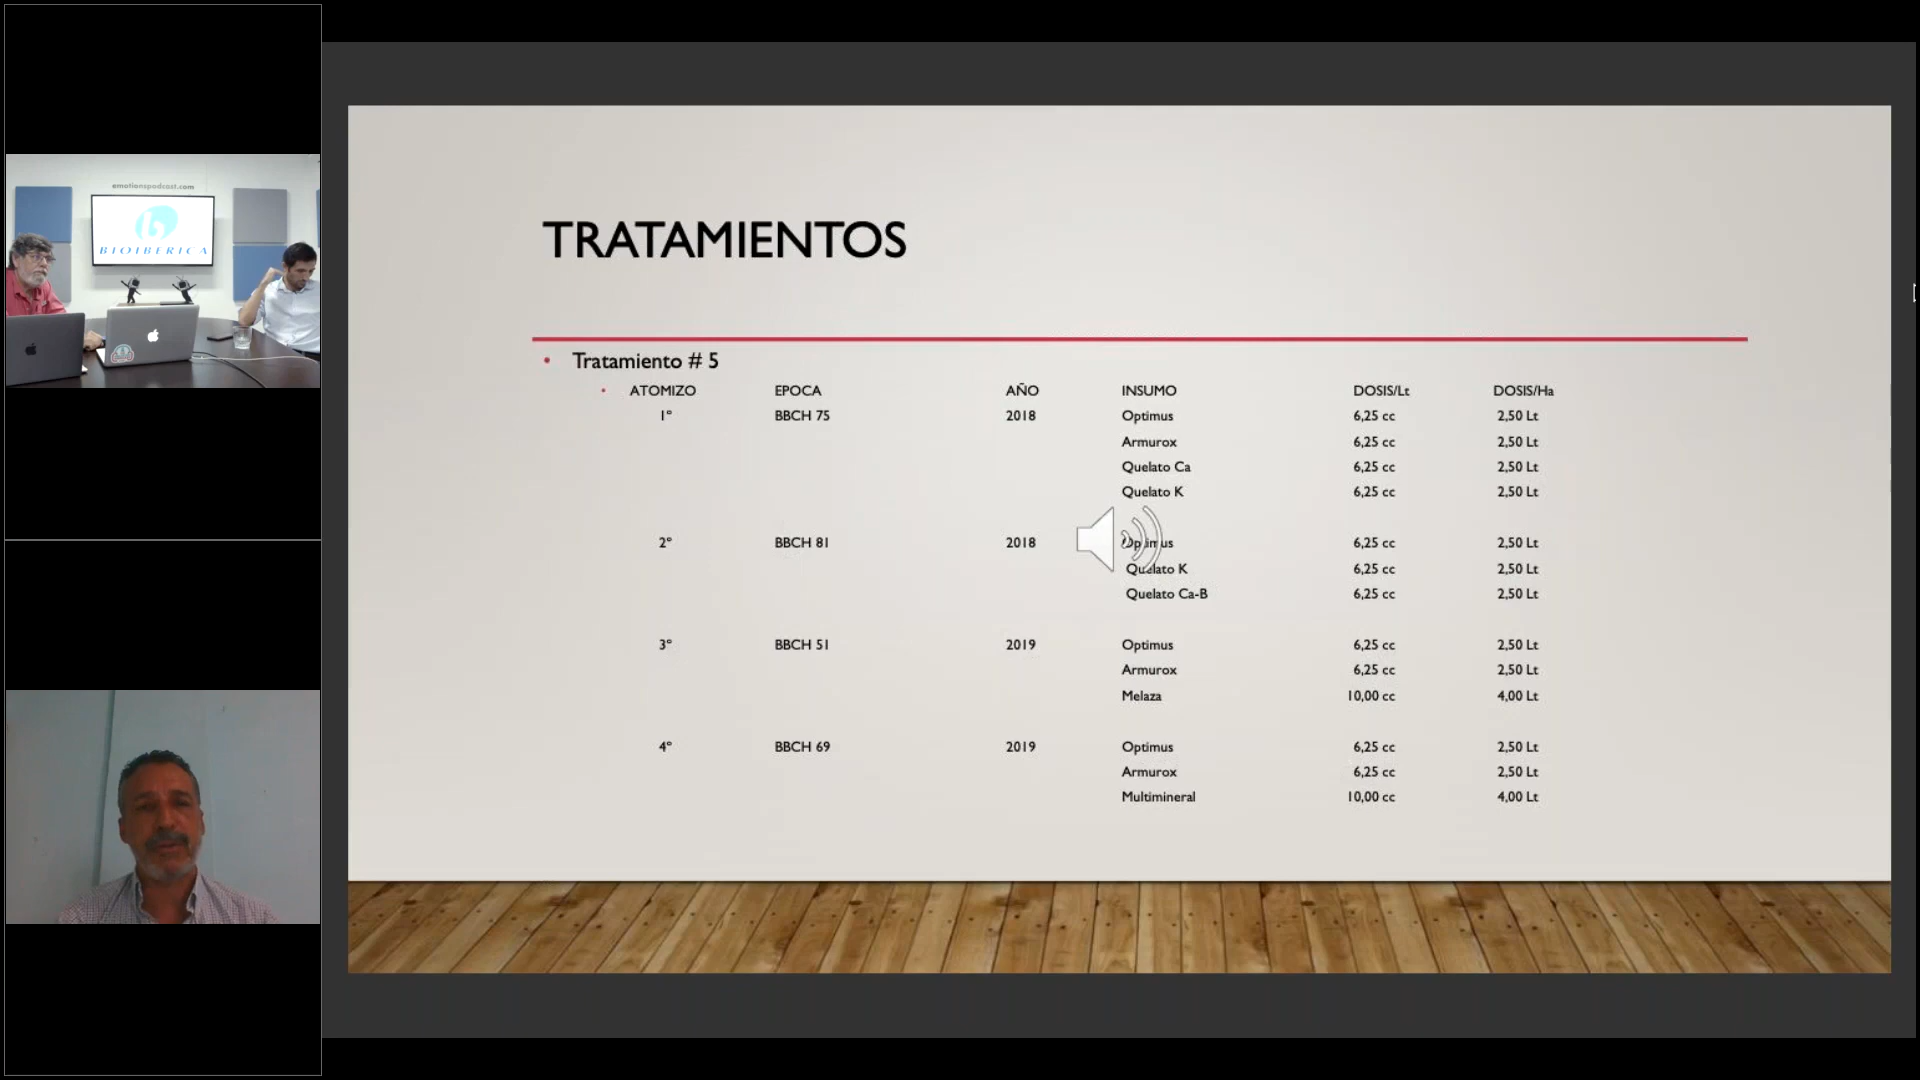 emotionspodcast.com
BIOIBERICA
TRATAMIENTOS
• Tratamiento # 5
• ATOMIZO EPOCA AÑO INSUMO DOSIS/Lt DOSIS/Ha
1° BBCH 75 2018 Optimus 6,25 cc 2,50 Lt
Armurox 6,25 cc 2,50 Lt
Quelato Ca 6,25 cc 2,50 Lt
Quelato K 6,25 cc 2,50 Lt
2° BBCH 81 2018 Optimus 6,25 cc 2,50 Lt
Quelato K 6,25 cc 2,50 Lt
Quelato Ca-B 6,25 cc 2,50 Lt
3° BBCH 51 2019 Optimus 6,25 cc 2,50 Lt
Armurox 6,25 cc 2,50 Lt
Melaza 10,00 cc 4,00 Lt
4° BBCH 69 2019 Optimus 6,25 cc 2,50 Lt
Armurox 6,25 cc 2,50 Lt
Multimineral 10,00 cc 4,00 Lt